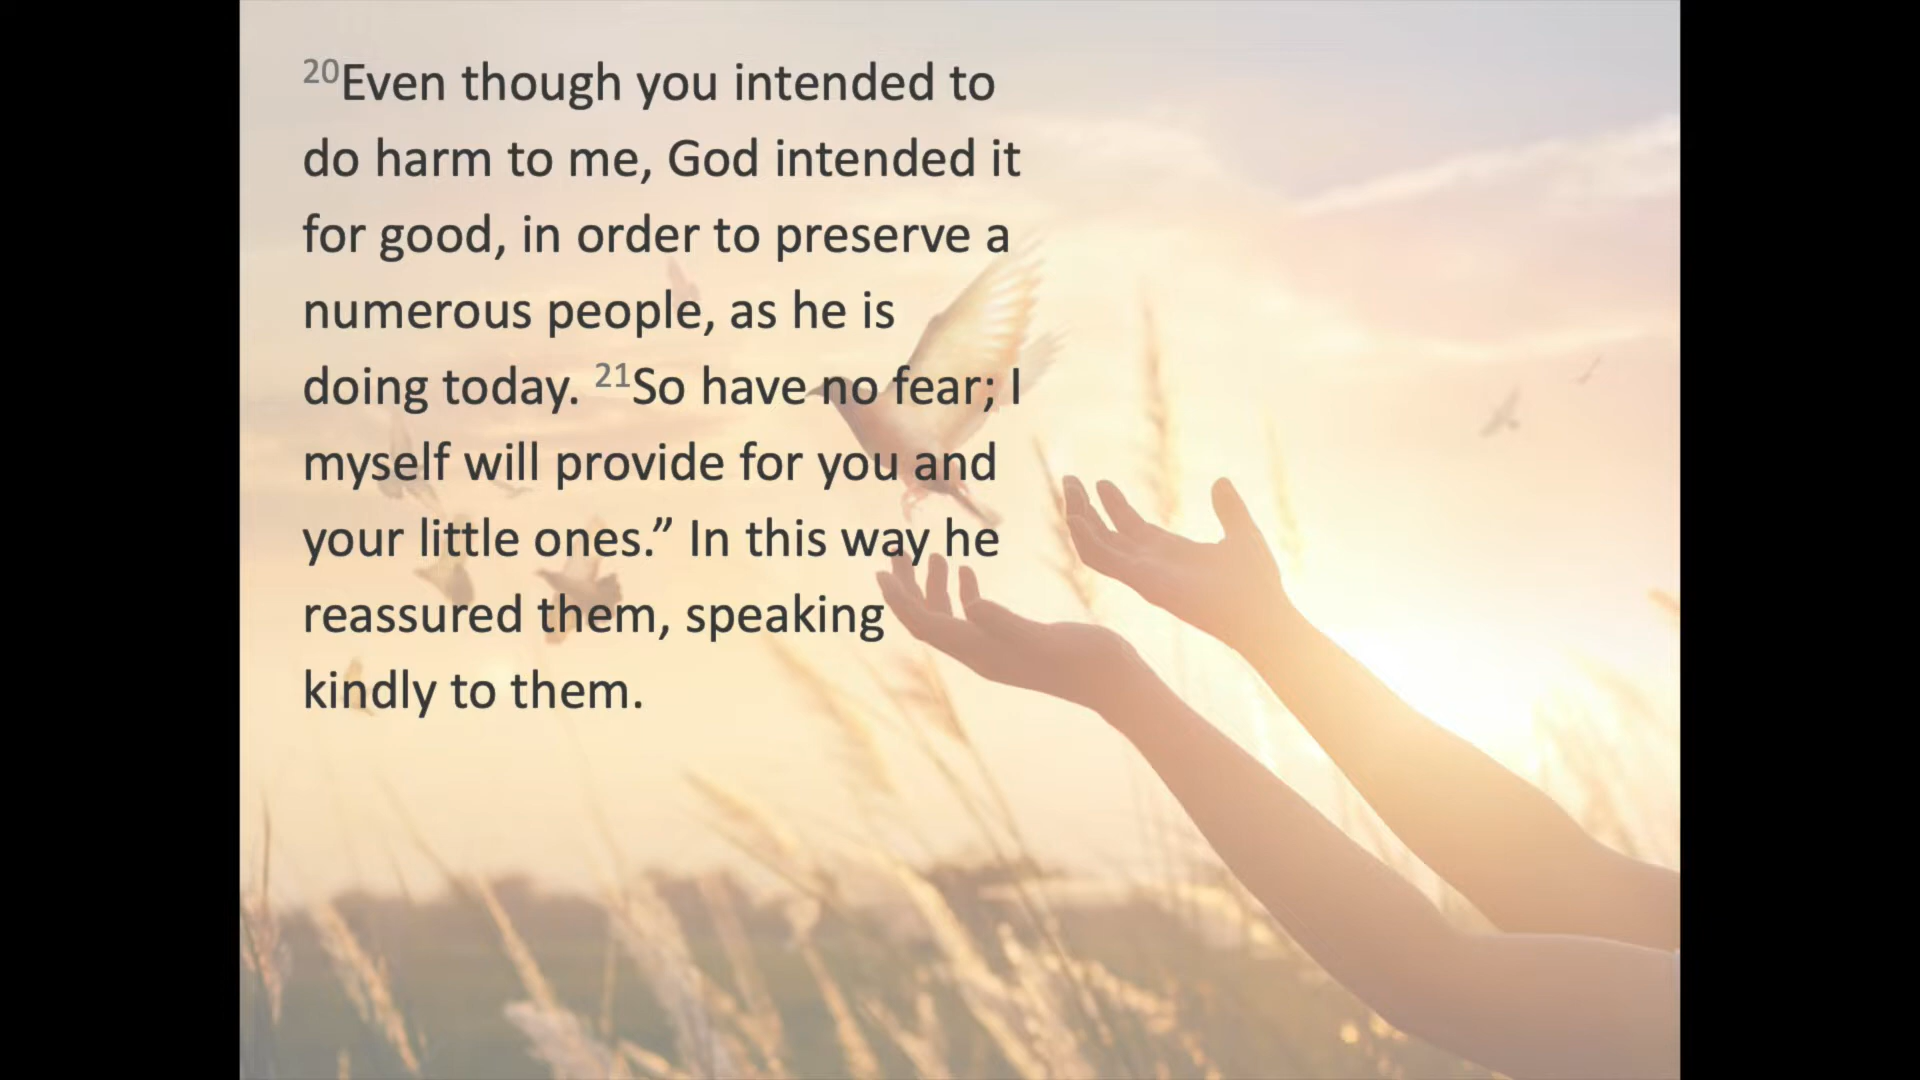 20Even though you intended to
do harm to me, God intended it
for good, in order to preserve a
numerous people, as he is
doing today. 21So have no fear; I
myself will provide for you and
your little ones.” In this way he
reassured them, speaking
kindly to them.